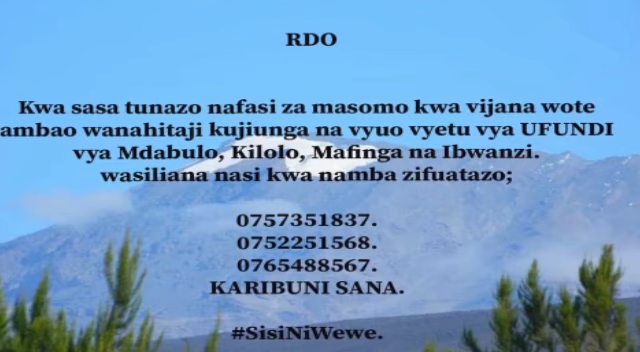 RDO
Kwa sasa tunazo nafasi za masomo kwa vijana wote
ambao wanahitaji kujiunga na vyuo vyetu vya UFUNDI
vya Mdabulo, Kilolo, Mafinga na Ibwanzi.
wasiliana nasi kwa namba zifuatazo;
0757351837.
0752251568.
0765488567.
KARIBUNI SANA.
#SisiNiWewe.